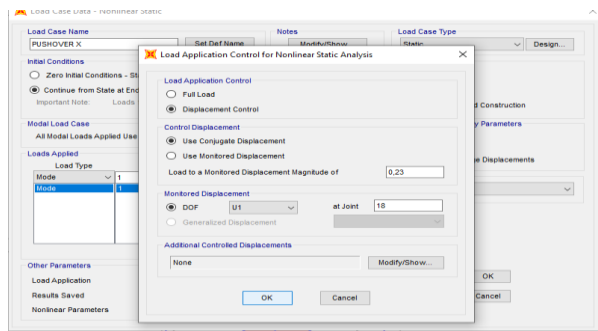 Load Case Data - Nonlinear Static
Load Case Name
Notes
Load Case Type
PUSHOVER X
Set Def Name
Modify/Show...
Static
Design...
Initial Conditions
Zero Initial Conditions - St
Continue from State at End
Important Note: Loads
Modal Load Case
All Modal Loads Applied Use
Loads Applied
Load Type
Mode
1
Mode
1
Other Parameters
Load Application
Results Saved
Nonlinear Parameters
d Construction
y Parameters
e Displacements
OK
Cancel
Load Application Control for Nonlinear Static Analysis
Load Application Control
Full Load
Displacement Control
Control Displacement
Use Conjugate Displacement
Use Monitored Displacement
Load to a Monitored Displacement Magnitude of
0,23
Monitored Displacement
DOF
U1
at Joint
18
Generalized Displacement
Additional Controlled Displacements
None
Modify/Show...
OK
Cancel